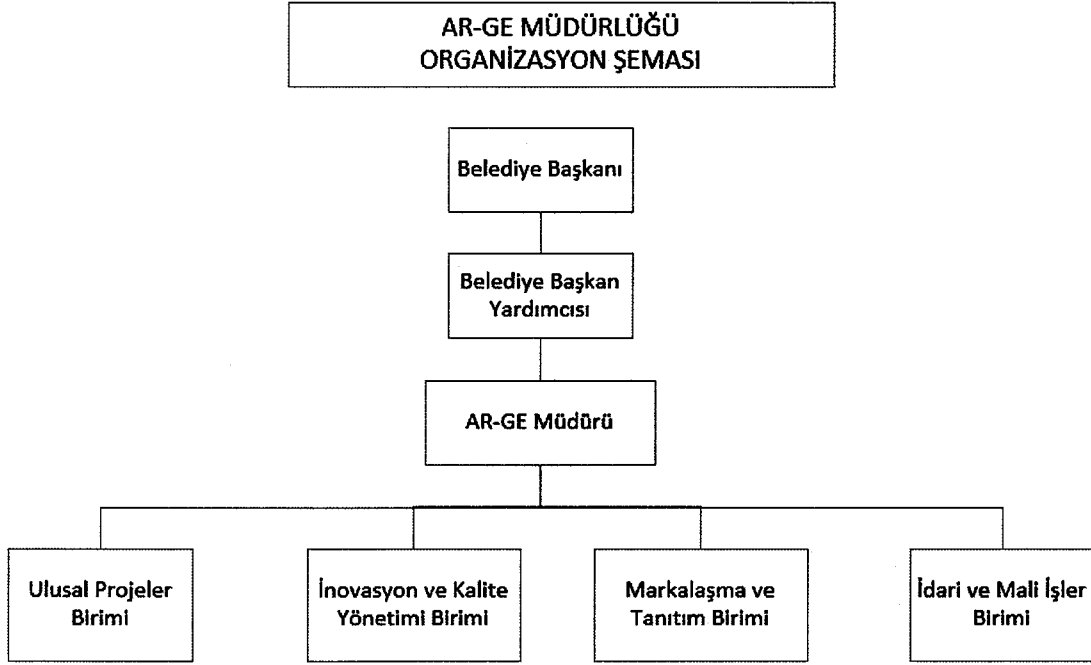 AR-GE MÜDÜRLÜĞÜ
ORGANİZASYON ŞEMASI
Belediye Başkanı
Belediye Başkan
Yardımcısı
AR-GE Müdürü
Ulusal Projeler
Birimi
İnovasyon ve Kalite
Yönetimi Birimi
Markalaşma ve
Tanıtım Birimi
İdari ve Mali İşler
Birimi